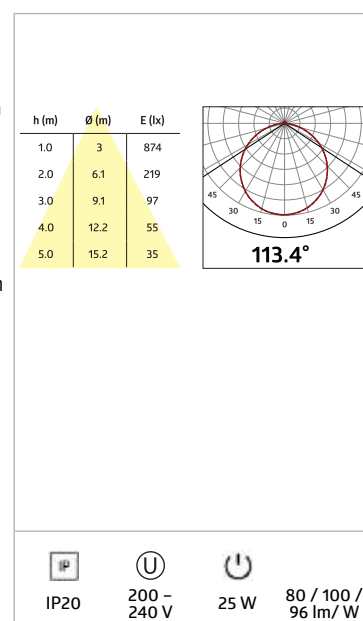 h (m) Ø (m) E (lx)
1.0 3 874
2.0 6.1 219
3.0 9.1 97
4.0 12.2 55
5.0 15.2 35
45 30 15 0 15 30 45
113.4°
IP
U
IP20
200 –
240 V
25 W
80 / 100 /
96 lm/ W